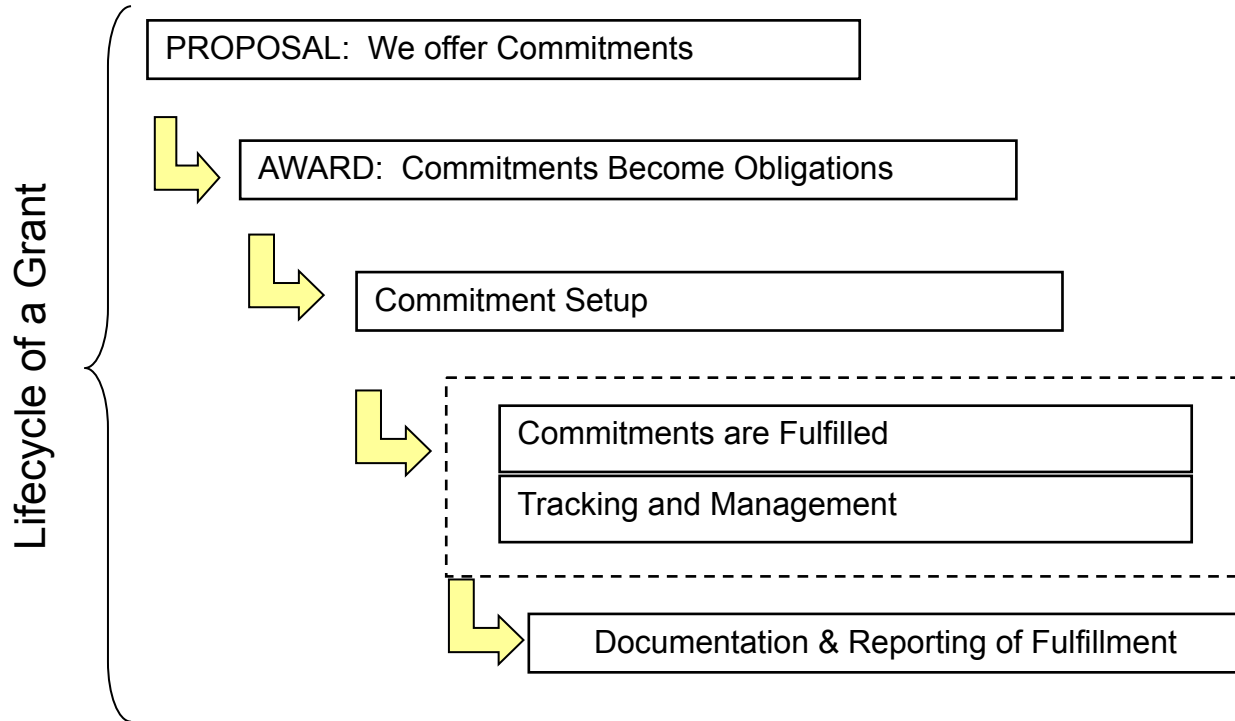 Lifecycle of a Grant
PROPOSAL:  We offer Commitments
AWARD:  Commitments Become Obligations
Commitment Setup
Commitments are Fulfilled
Tracking and Management
Documentation & Reporting of Fulfillment